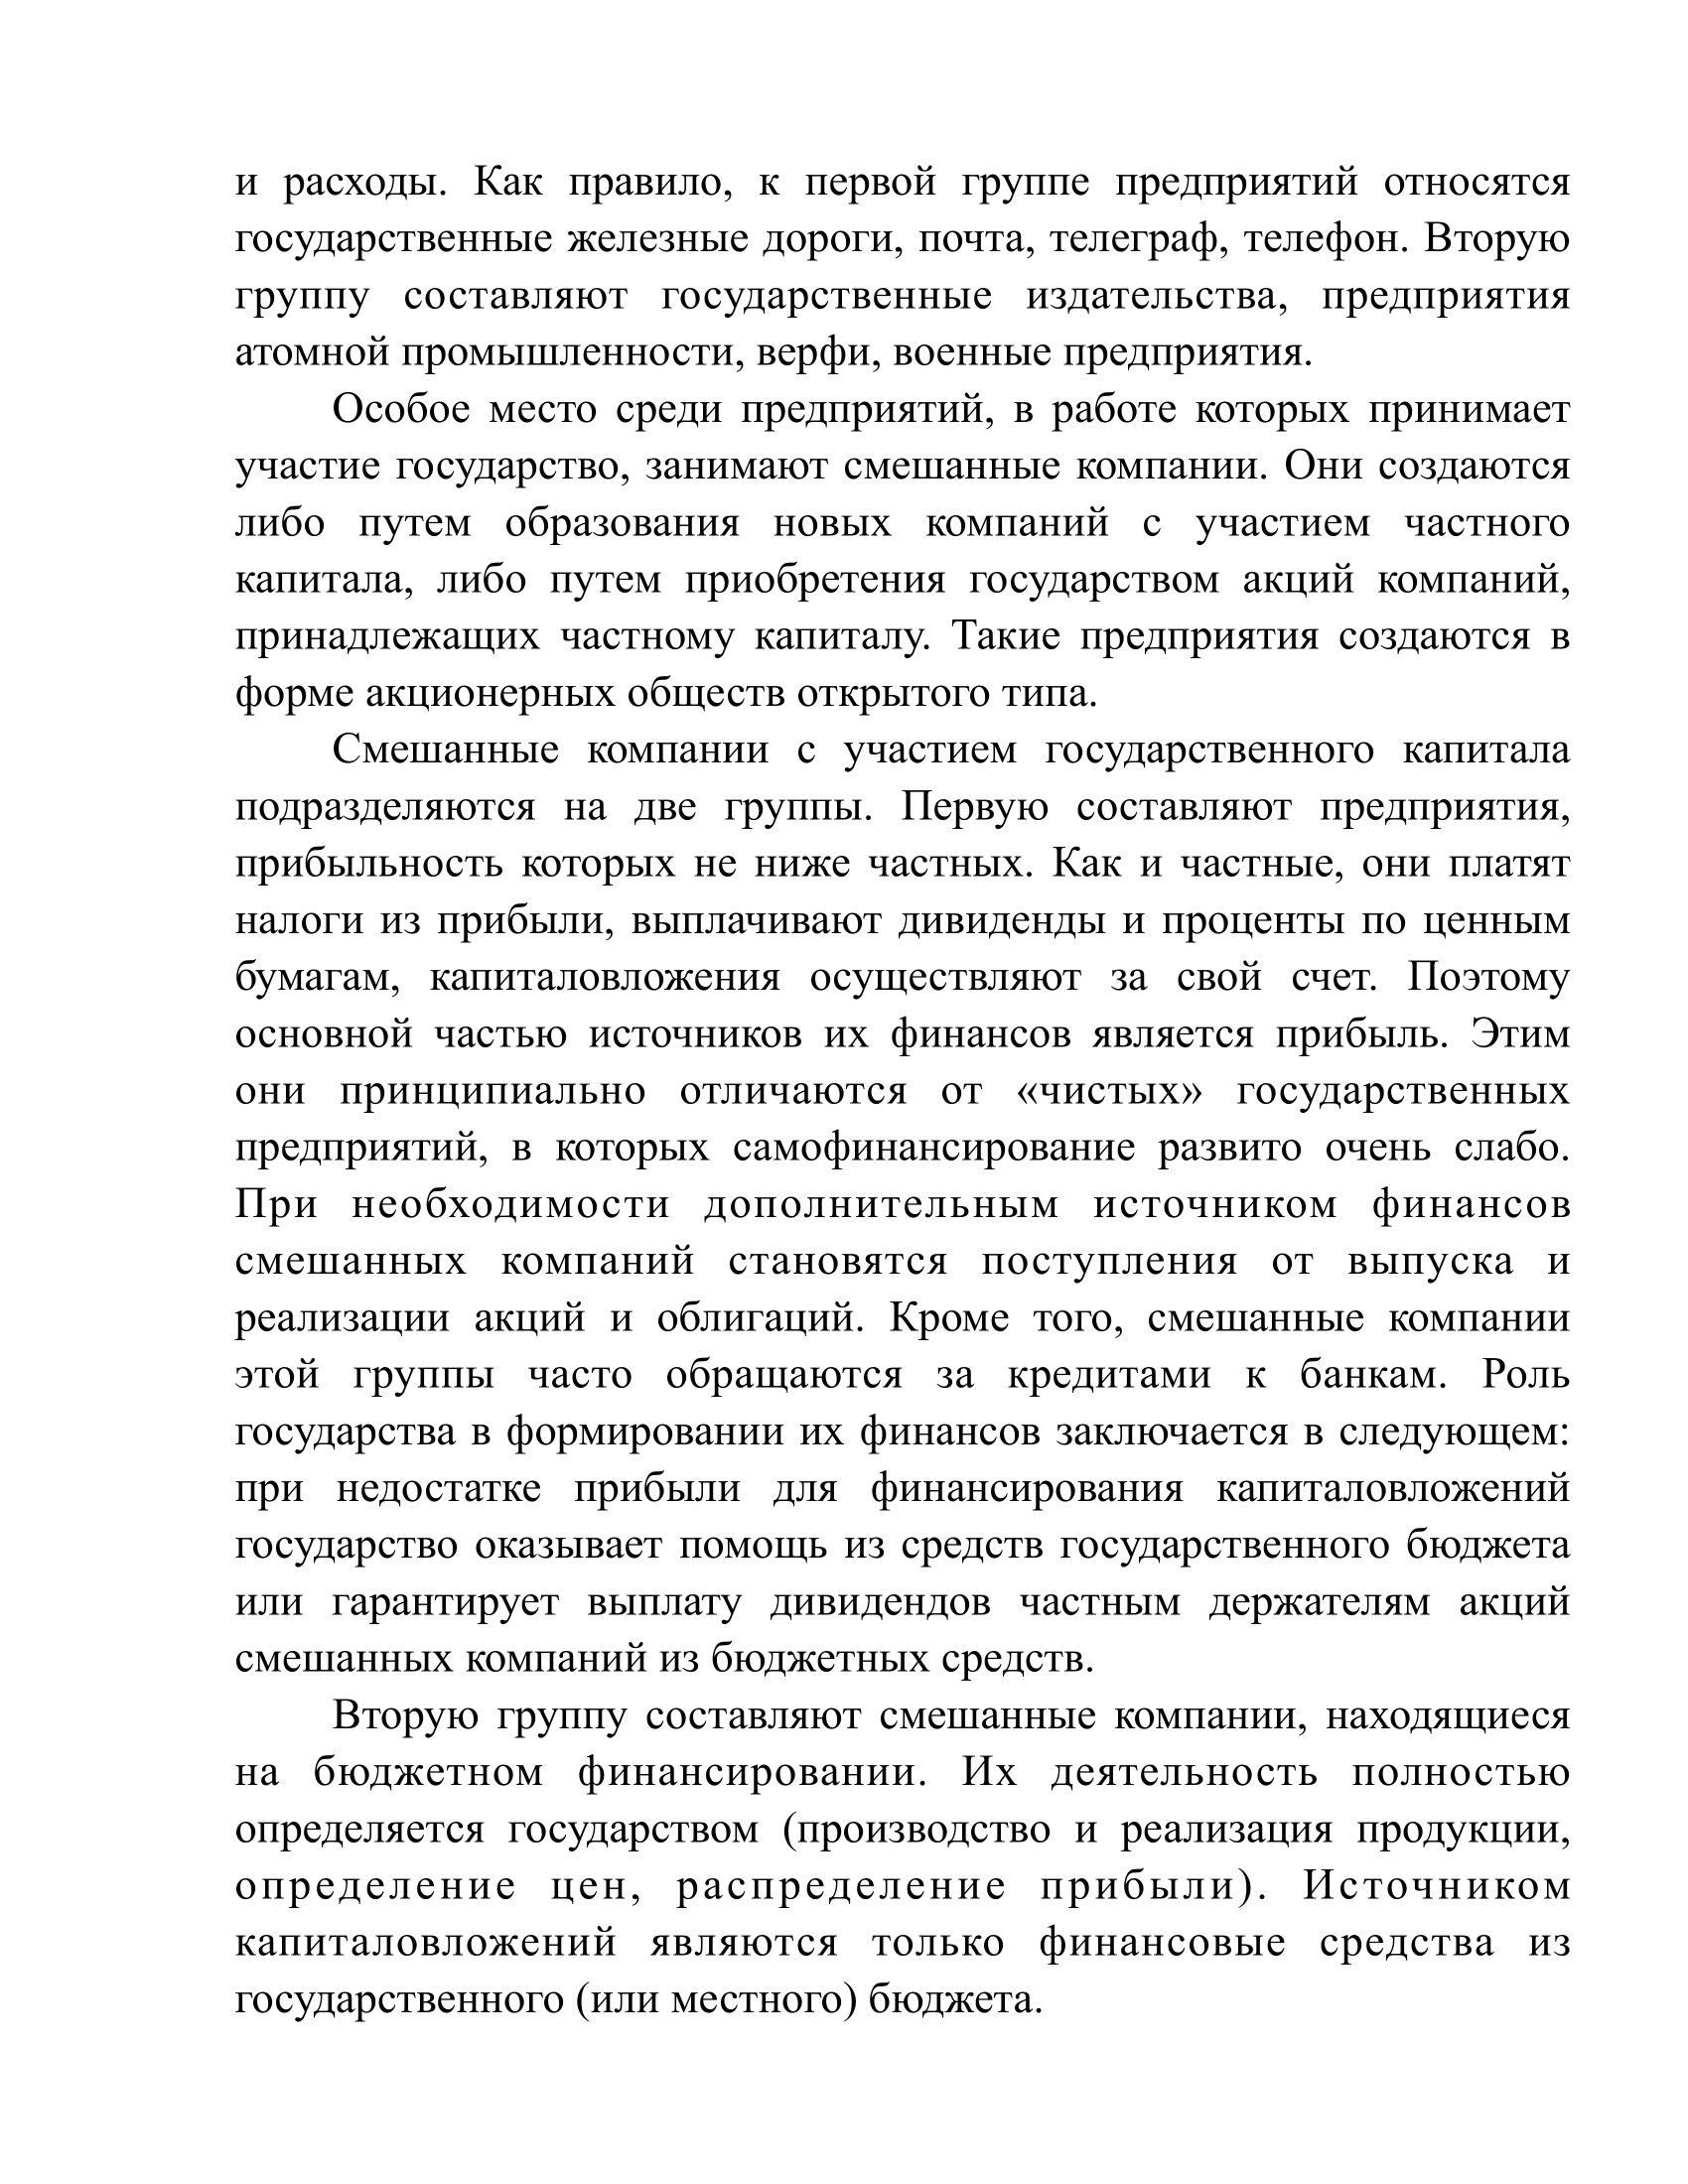 и расходы. Как правило, к первой группе предприятий относятся
государственные железные дороги, почта, телеграф, телефон. Вторую
группу составляют государственные издательства, предприятия
атомной промышленности, верфи, военные предприятия.
Особое место среди предприятий, в работе которых принимает
участие государство, занимают смешанные компании. Они создаются
либо путем образования новых компаний с участием частного
капитала, либо путем приобретения государством акций компаний,
принадлежащих частному капиталу. Такие предприятия создаются в
форме акционерных обществ открытого типа.
Смешанные компании с участием государственного капитала
подразделяются на две группы. Первую составляют предприятия,
прибыльность которых не ниже частных. Как и частные, они платят
налоги из прибыли, выплачивают дивиденды и проценты по ценным
бумагам, капиталовложения осуществляют за свой счет. Поэтому
основной частью источников их финансов является прибыль. Этим
они принципиально отличаются от «чистых» государственных
предприятий, в которых самофинансирование развито очень слабо.
При необходимости дополнительным источником финансов
смешанных компаний становятся поступления от выпуска и
реализации акций и облигаций. Кроме того, смешанные компании
этой группы часто обращаются за кредитами к банкам. Роль
государства в формировании их финансов заключается в следующем:
при недостатке прибыли для финансирования капиталовложений
государство оказывает помощь из средств государственного бюджета
или гарантирует выплату дивидендов частным держателям акций
смешанных компаний из бюджетных средств.
Вторую группу составляют смешанные компании, находящиеся
на бюджетном финансировании. Их деятельность полностью
определяется государством (производство и реализация продукции,
определение цен, распределение прибыли). Источником
капиталовложений являются только финансовые средства из
государственного (или местного) бюджета.